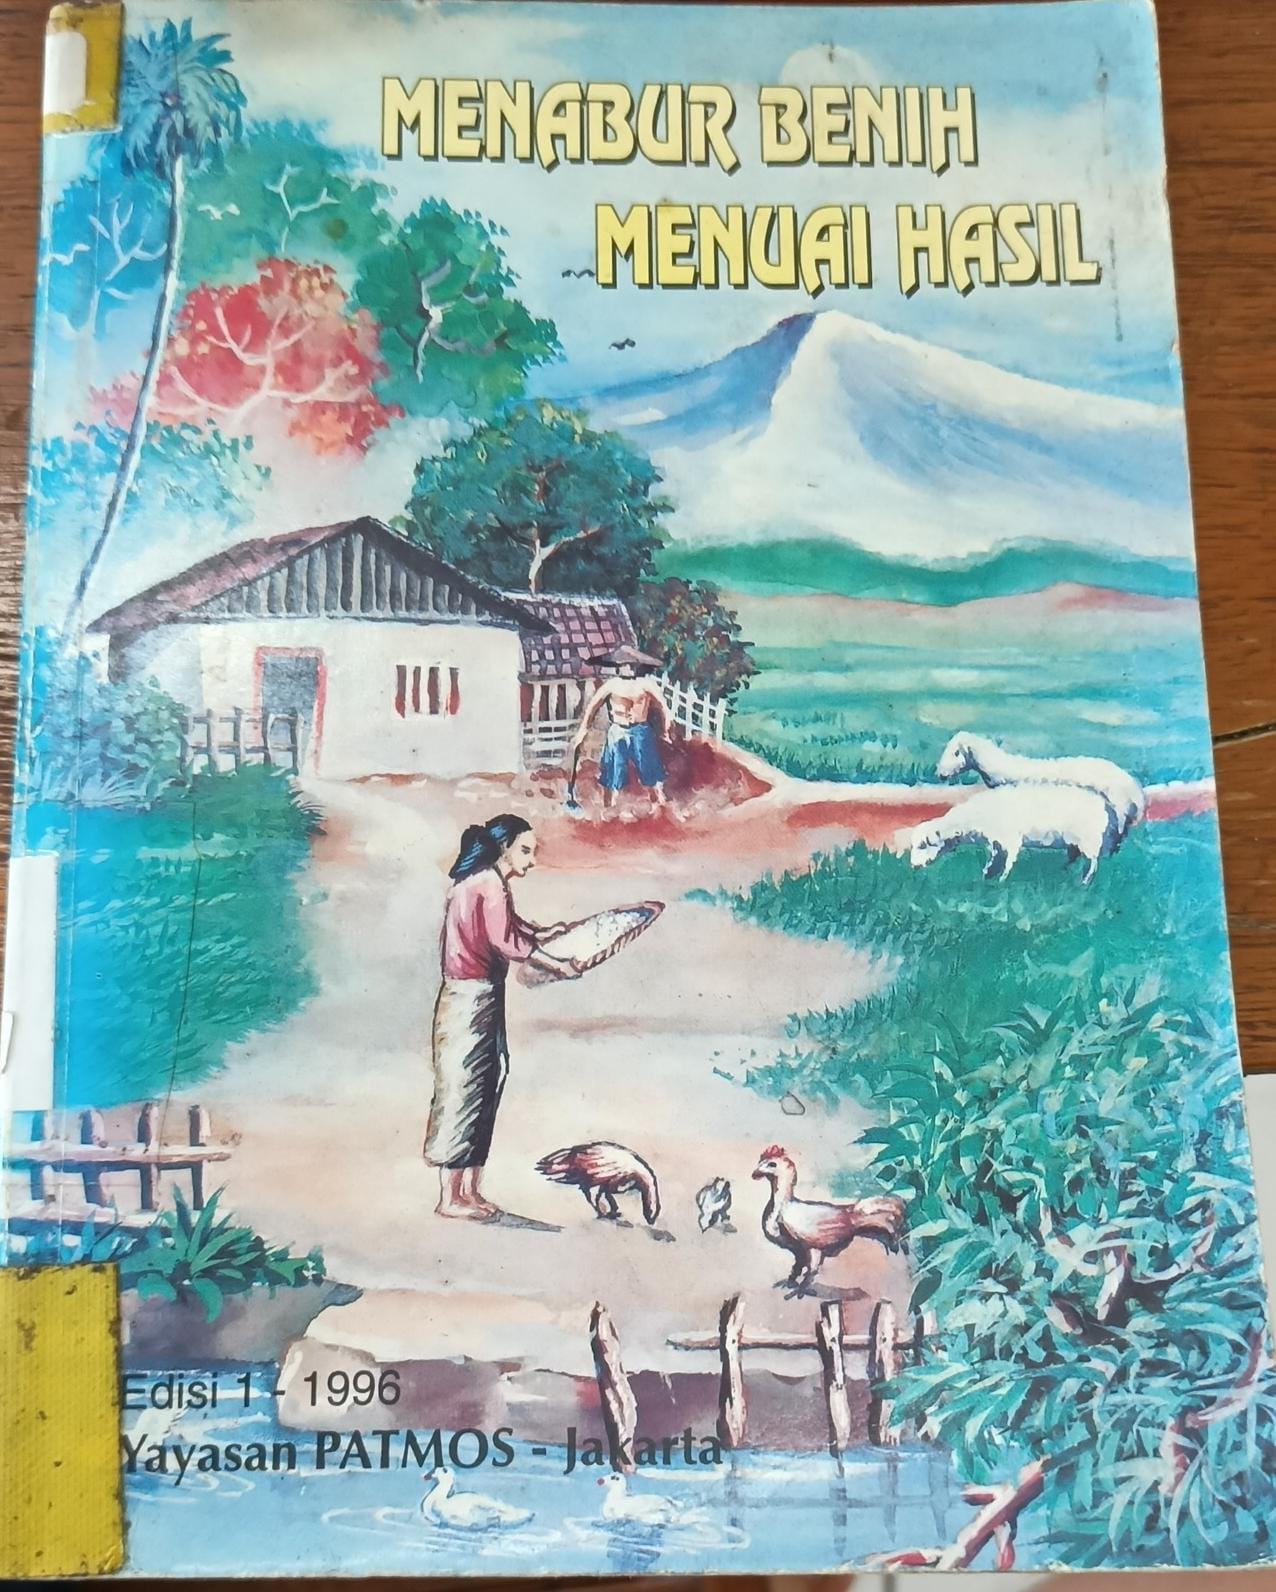 MENABUR BENIH
MENUAI HASIL
Edisi 1 - 1996
Yayasan PATMOS - Jakarta